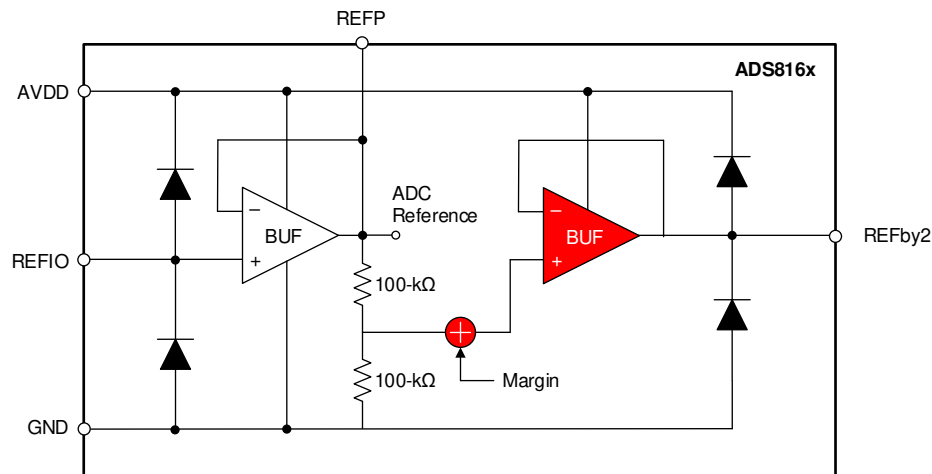 REFP
ADS816x
AVDD
ADC
Reference
−
BUF
+
−
BUF
+
REFIO
REFby2
100-kΩ
+
Margin
100-kΩ
GND